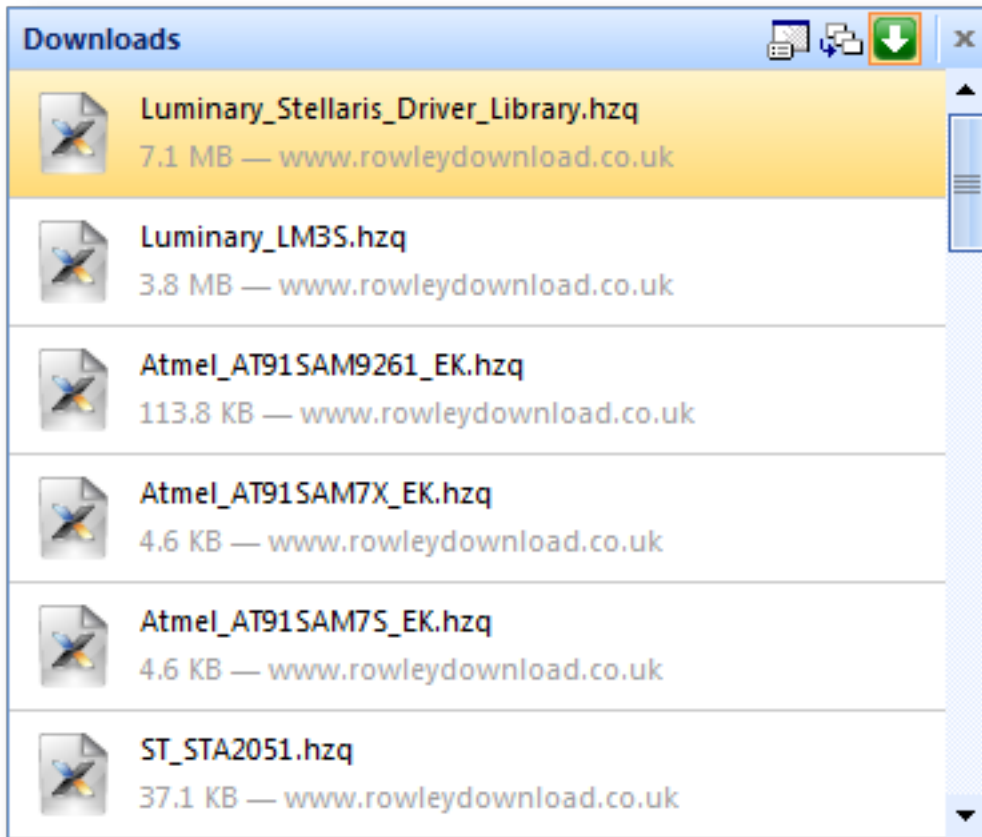 Downloads
Luminary_Stellaris_Driver_Library.hzq
7.1 MB — www.rowleydownload.co.uk
Luminary_LM3S.hzq
3.8 MB — www.rowleydownload.co.uk
Atmel_AT91SAM9261_EK.hzq
113.8 KB — www.rowleydownload.co.uk
Atmel_AT91SAM7X_EK.hzq
4.6 KB — www.rowleydownload.co.uk
Atmel_AT91SAM7S_EK.hzq
4.6 KB — www.rowleydownload.co.uk
ST_STA2051.hzq
37.1 KB — www.rowleydownload.co.uk